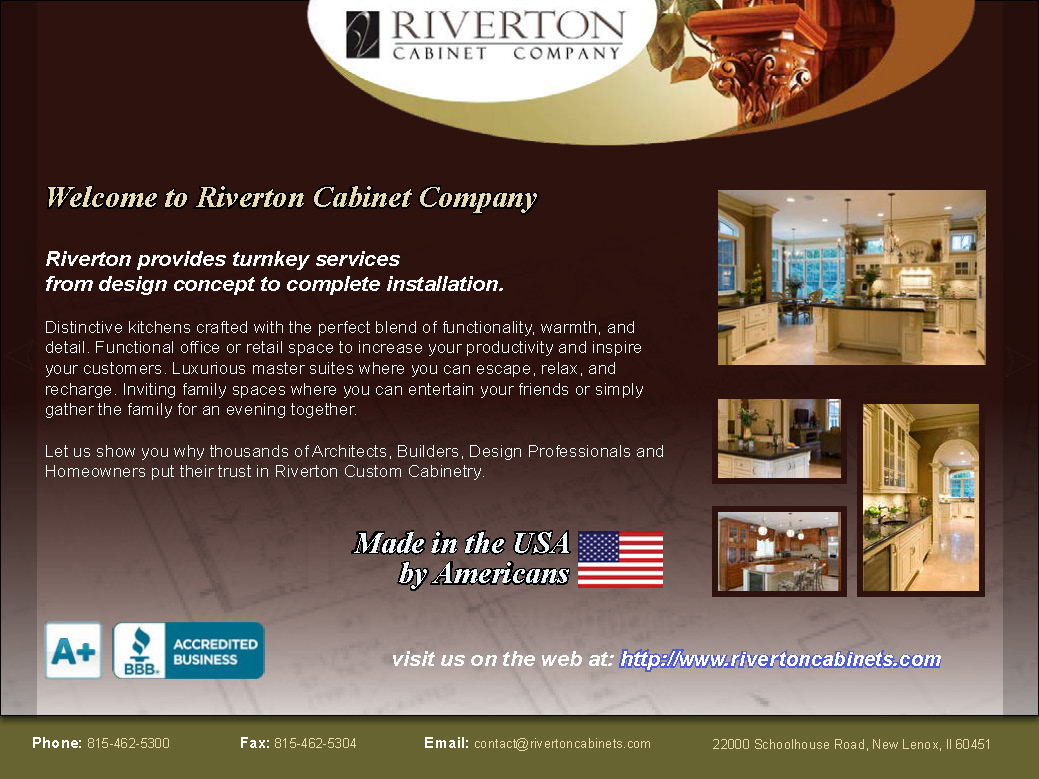 RIVERTON
CABINET COMPANY
Welcome to Riverton Cabinet Company
Riverton provides turnkey services
from design concept to complete installation.
Distinctive kitchens crafted with the perfect blend of functionality, warmth, and
detail. Functional office or retail space to increase your productivity and inspire
your customers. Luxurious master suites where you can escape, relax, and
recharge. Inviting family spaces where you can entertain your friends or simply
gather the family for an evening together.
Let us show you why thousands of Architects, Builders, Design Professionals and
Homeowners put their trust in Riverton Custom Cabinetry.
Made in the USA
by Americans
A+
BBB.
ACCREDITED
BUSINESS
visit us on the web at: http://www.rivertoncabinets.com
Phone: 815-462-5300 Fax: 815-462-5304 Email: contact@rivertoncabinets.com 22000 Schoolhouse Road, New Lenox, Il 60451